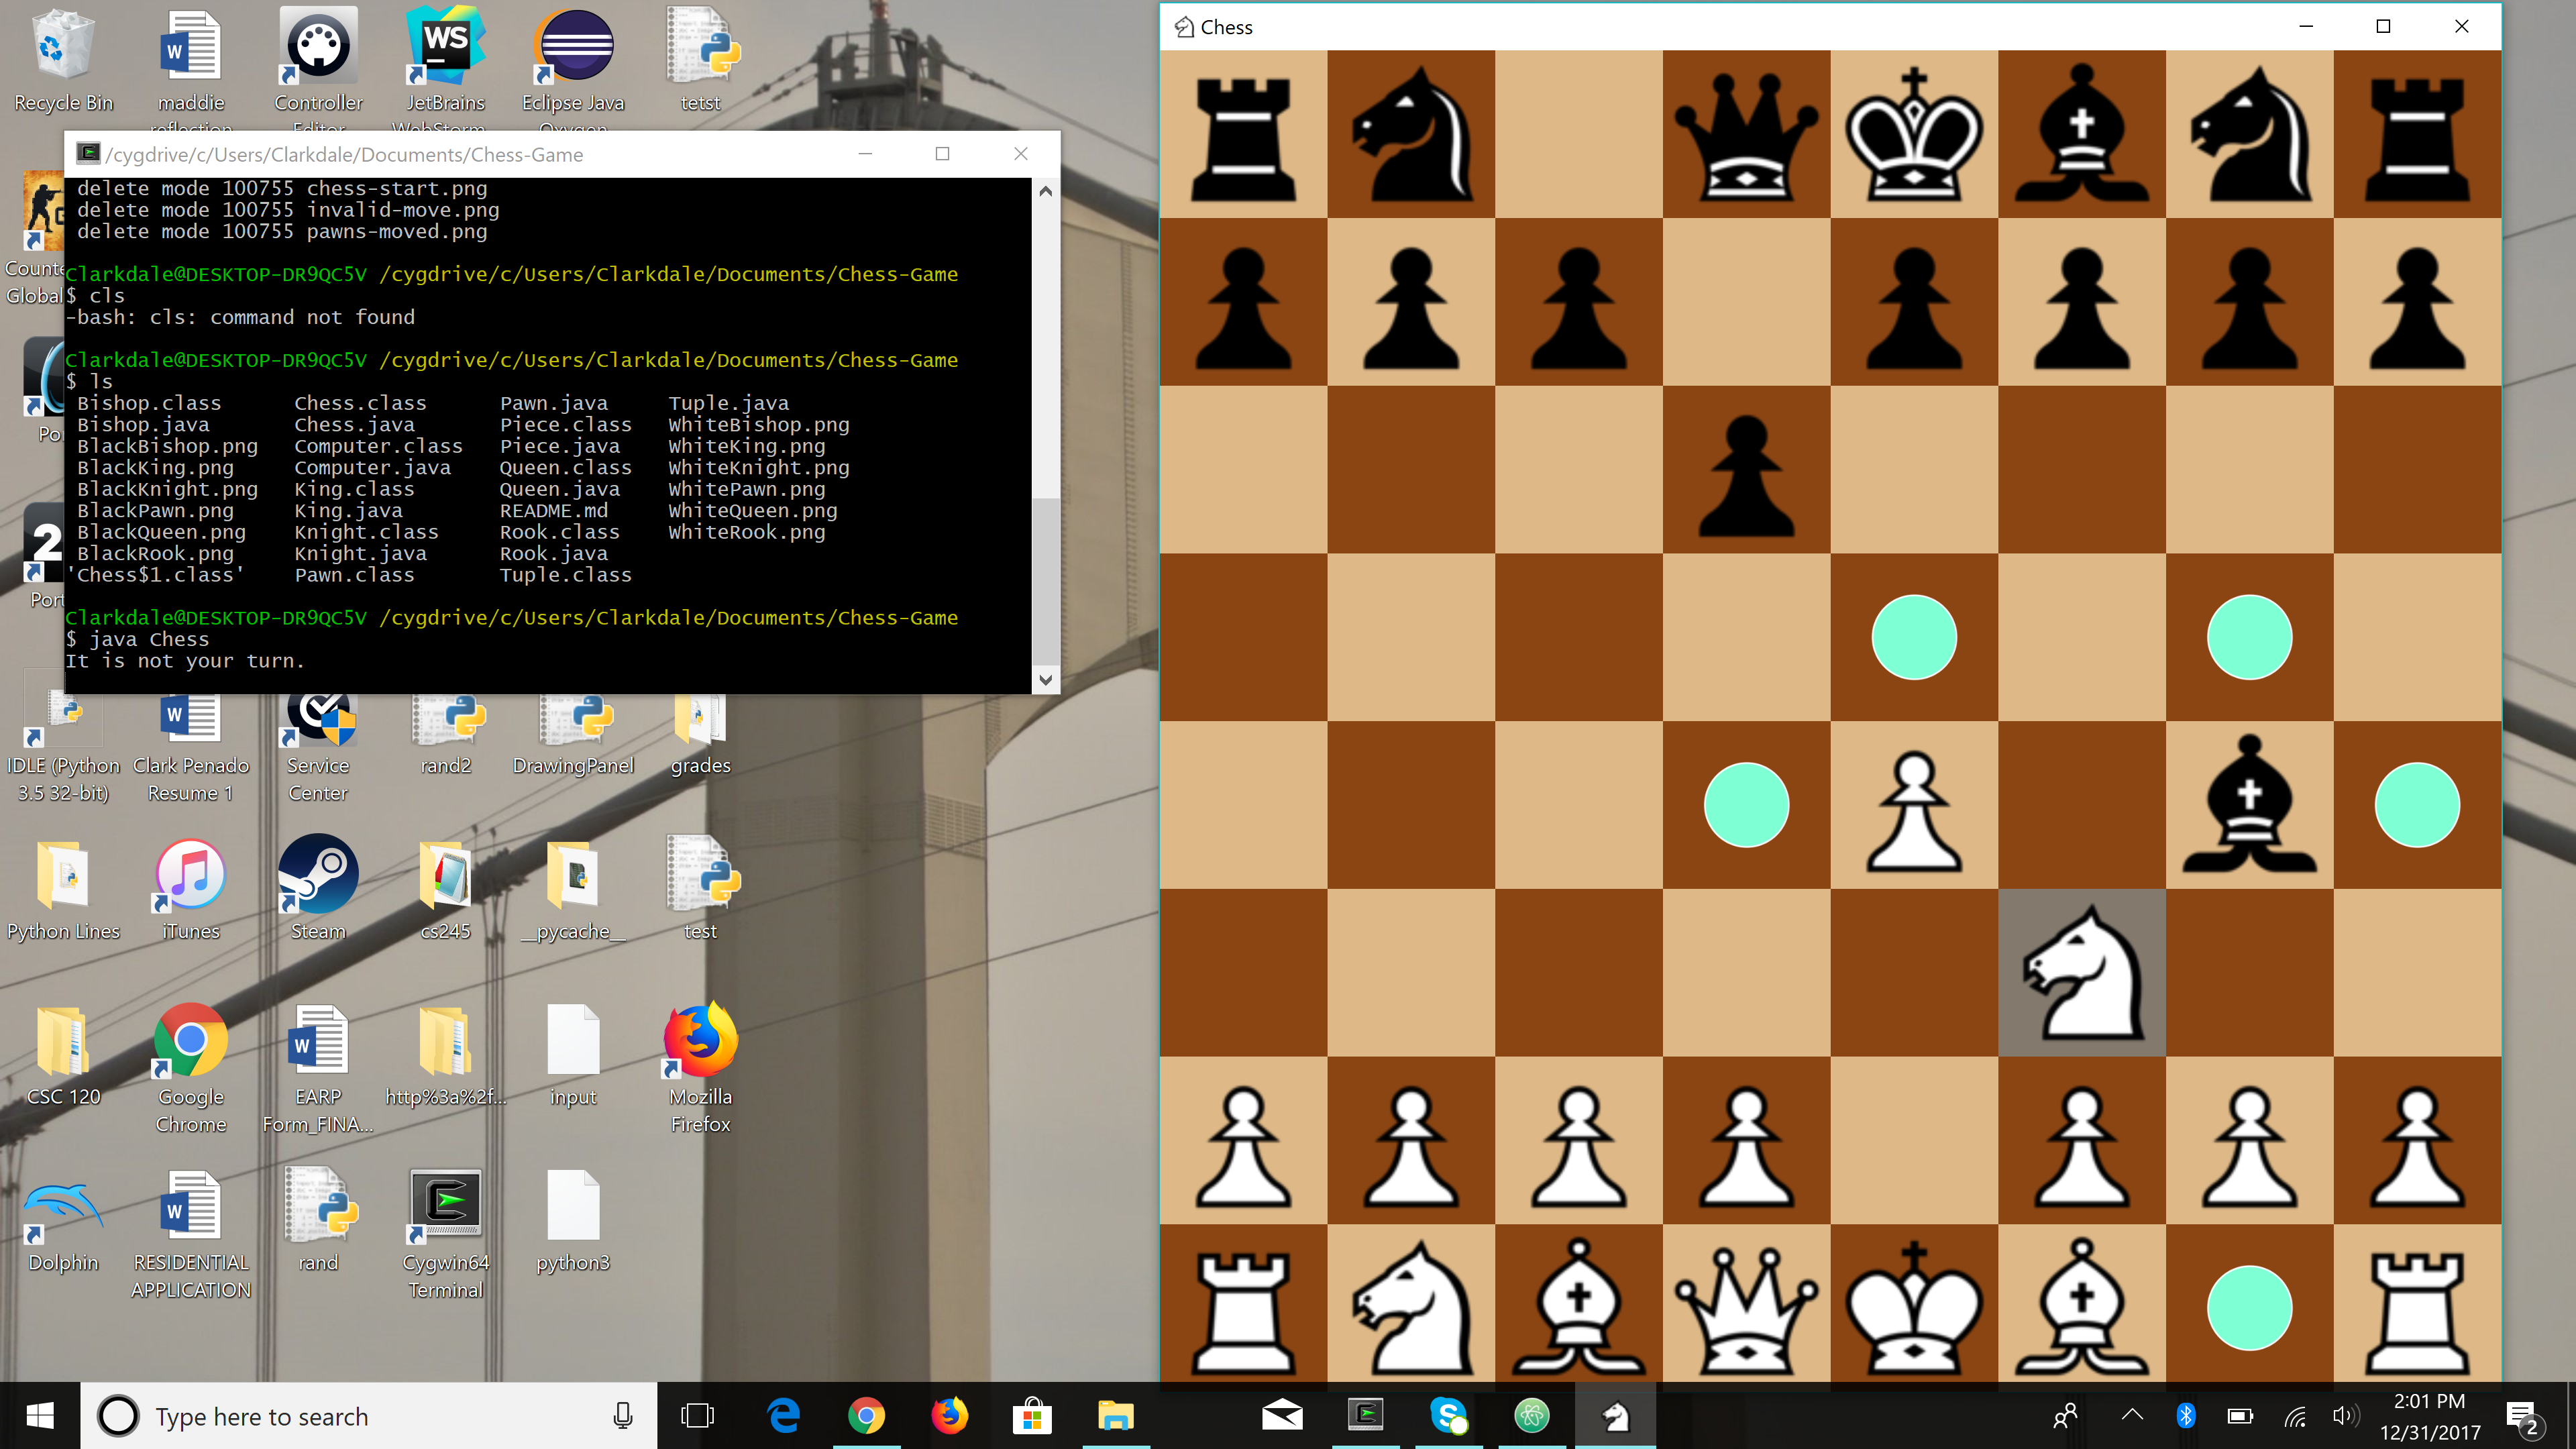 Recycle Bin
maddie
reflection
Controller
Editor
WS
JetBrains
WebStorm
Eclipse Java
Oxygen
tetst
Chess
/cygdrive/c/Users/Clarkdale/Documents/Chess-Game
delete mode 100755 chess-start.png
delete mode 100755 invalid-move.png
delete mode 100755 pawns-moved.png
Clarkdale@DESKTOP-DR9QC5V /cygdrive/c/Users/Clarkdale/Documents/Chess-Game
$ cls
-bash: cls: command not found
Clarkdale@DESKTOP-DR9QC5V /cygdrive/c/Users/Clarkdale/Documents/Chess-Game
$ ls
Bishop.class Chess.class Pawn.java Tuple.java
Bishop.java Chess.java Piece.class WhiteBishop.png
BlackBishop.png Computer.class Piece.java WhiteKing.png
BlackKing.png Computer.java Queen.class WhiteKnight.png
BlackKnight.png King.class Queen.java WhitePawn.png
BlackPawn.png King.java README.md WhiteQueen.png
BlackQueen.png Knight.class Rook.class WhiteRook.png
BlackRook.png Knight.java Rook.java
'Chess$1.class' Pawn.class Tuple.class
Clarkdale@DESKTOP-DR9QC5V /cygdrive/c/Users/Clarkdale/Documents/Chess-Game
$ java Chess
It is not your turn.
Counte
Global
Por
2
Port
IDLE (Python
3.5 32-bit)
Clark Penado
Resume 1
Service
Center
rand2
DrawingPanel
grades
Python Lines
iTunes
Steam
cs245
__pycache__
test
CSC 120
Google
Chrome
EARP
Form_FINA...
http%3a%2f...
input
Mozilla
Firefox
Dolphin
RESIDENTIAL
APPLICATION
rand
Cygwin64
Terminal
python3
Type here to search
2:01 PM
12/31/2017
2